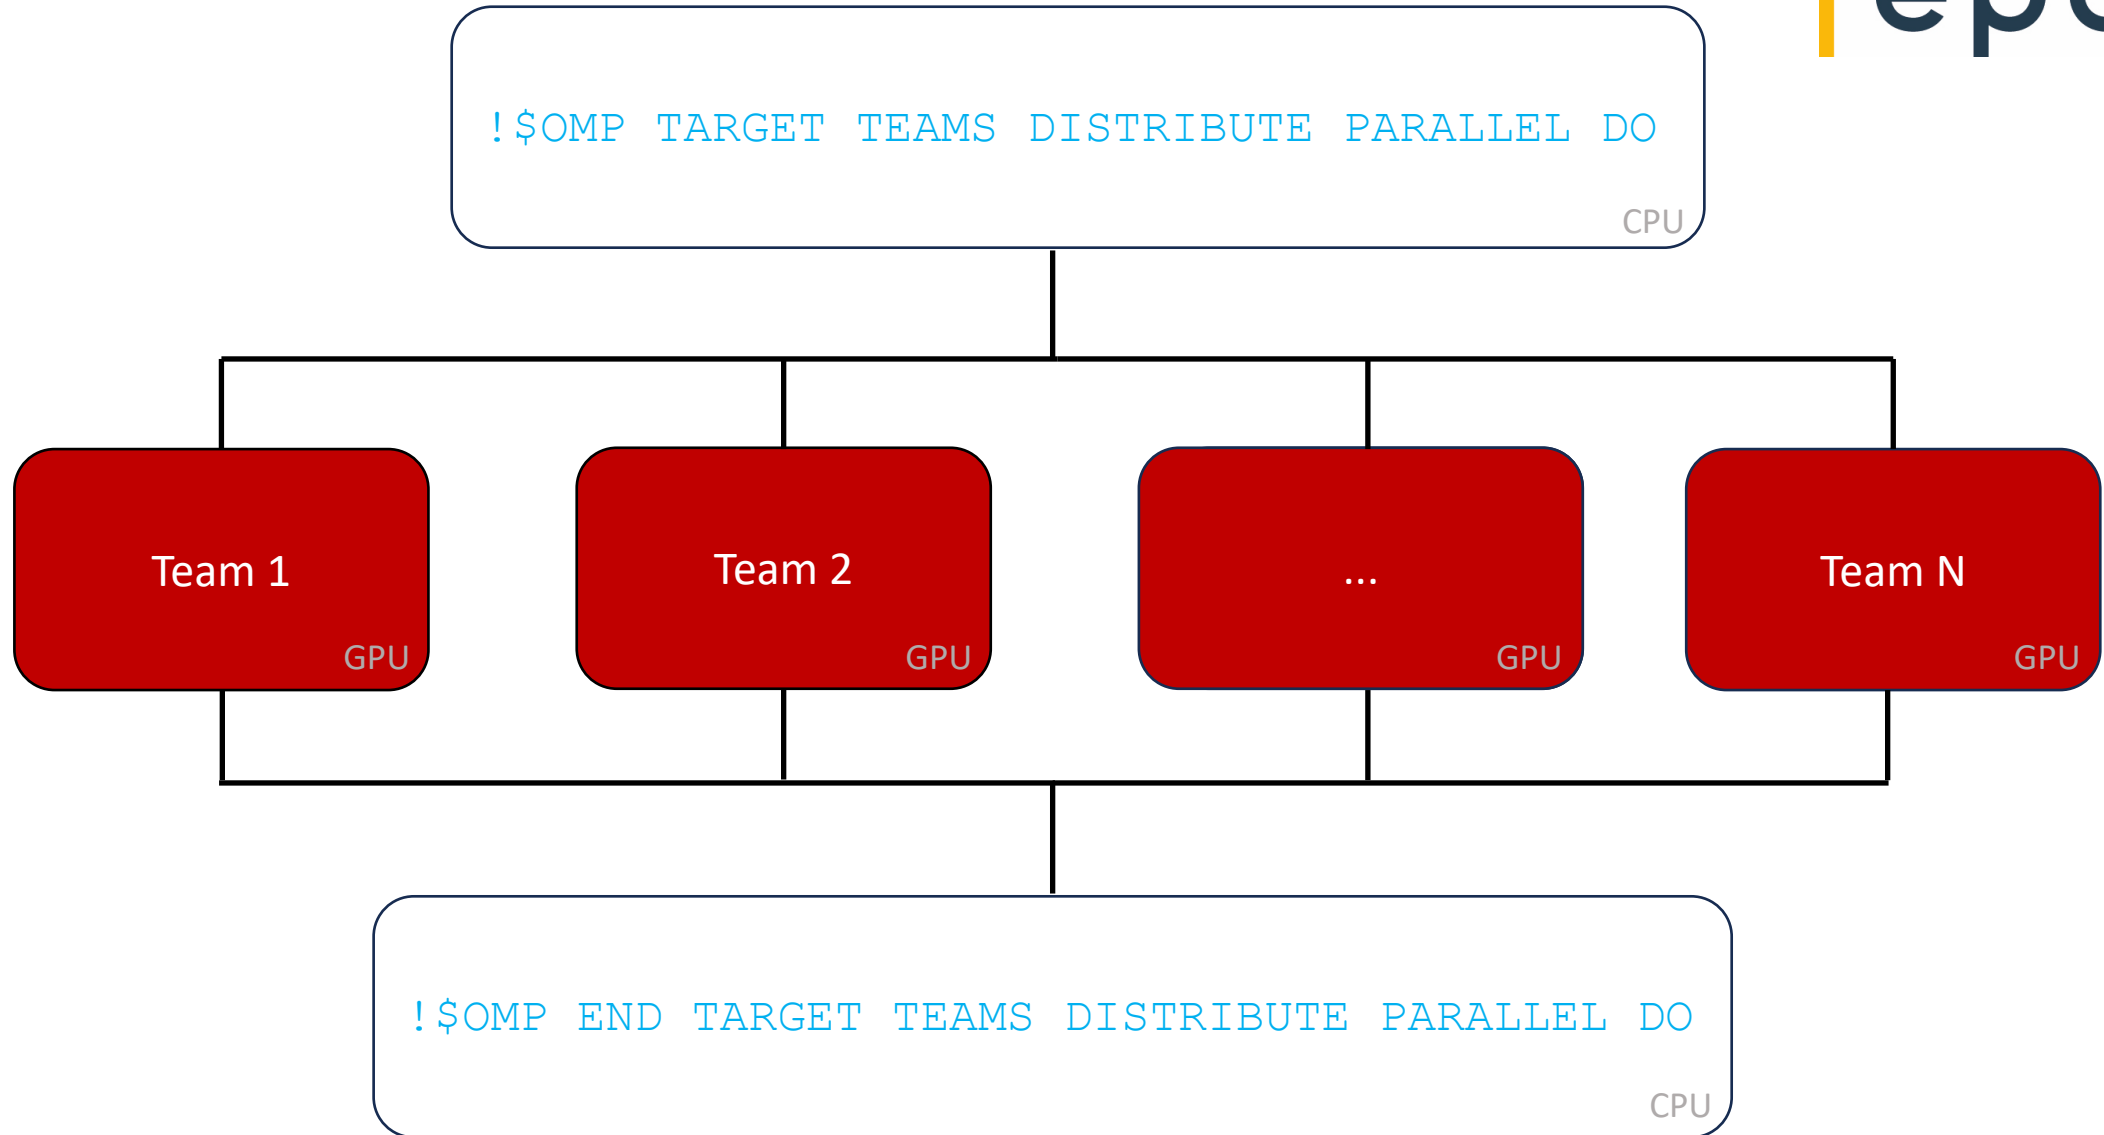 !$OMP TARGET TEAMS DISTRIBUTE PARALLEL DO
CPU
Team 1
GPU
Team 2
GPU
...
GPU
Team N
GPU
!$OMP END TARGET TEAMS DISTRIBUTE PARALLEL DO
CPU